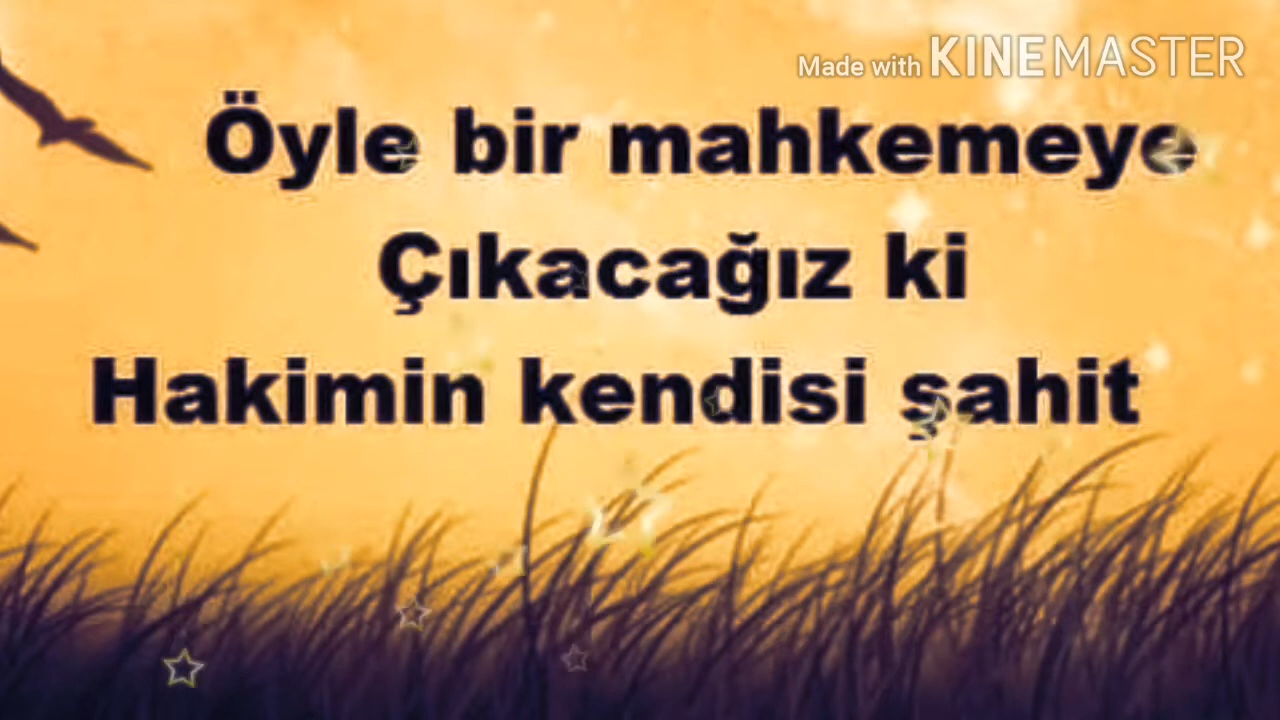 Made with KINEMASTER
Öyle bir mahkemeye
Çıkacağız ki
Hakimin kendisi şahit